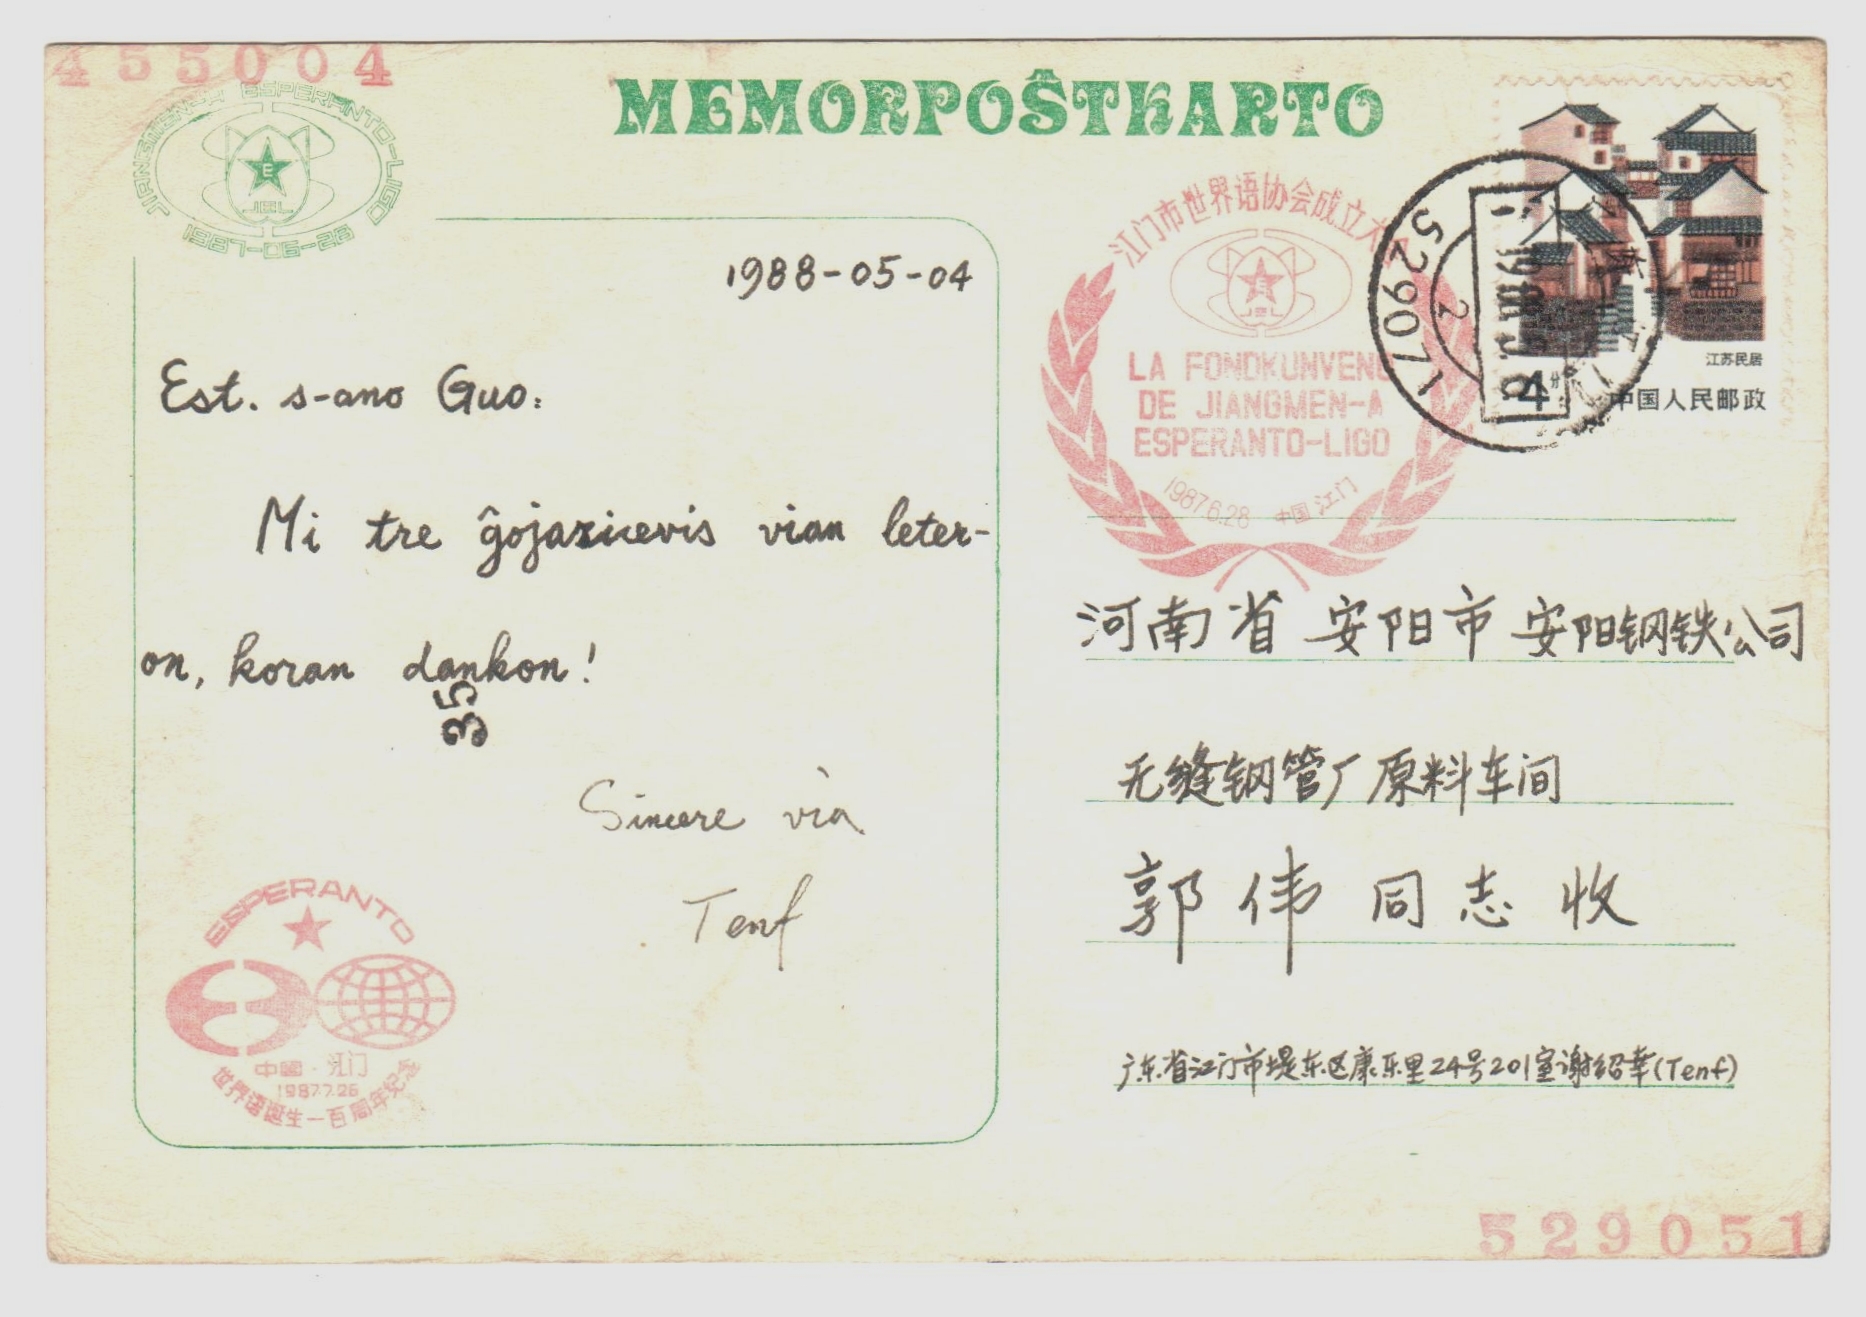 455004
MEMORPOŜTKARTO
JIANGMEN-A ESPERANTO-LIGO
E
JEL
1987-06-28
1988-05-04
Est. s-ano Guo:
Mi tre ĝojaricevis vian leter-
on, koran dankon!
35
Sincere via
Tenf
ESPERANTO
中国·江门
1987.7.26
世界语诞生一百周年纪念
江门市世界语协会成立大
E
JEL
LA FONDKUNVENO
DE JIANGMEN-A
ESPERANTO-LIGO
1987.6.28 中国 江门
529071
2
江苏民居
4分
中国人民邮政
河南省安阳市安阳钢铁公司
无缝钢管厂原料车间
郭伟同志收
广东省江门市堤东区康乐里24号201室谢绍華(Tenf)
529051